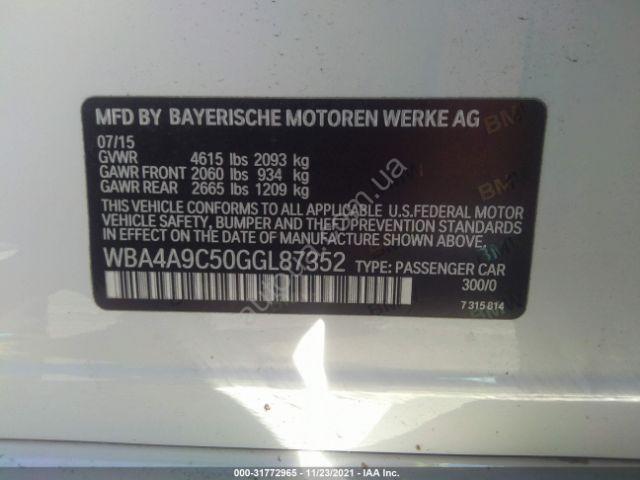 MFD BY BAYERISCHE MOTOREN WERKE AG
07/15
GVWR 4615 lbs 2093 kg
GAWR FRONT 2060 lbs 934 kg
GAWR REAR 2665 lbs 1209 kg
THIS VEHICLE CONFORMS TO ALL APPLICABLE U.S.FEDERAL MOTOR
VEHICLE SAFETY, BUMPER AND THEFTPREVENTION STANDARDS
IN EFFECT ON THE DATE OF MANUFACTURE SHOWN ABOVE.
WBA4A9C50GGL87352 TYPE: PASSENGER CAR
300/0
7 315 814
000-31772965 - 11/23/2021 - IAA Corp.